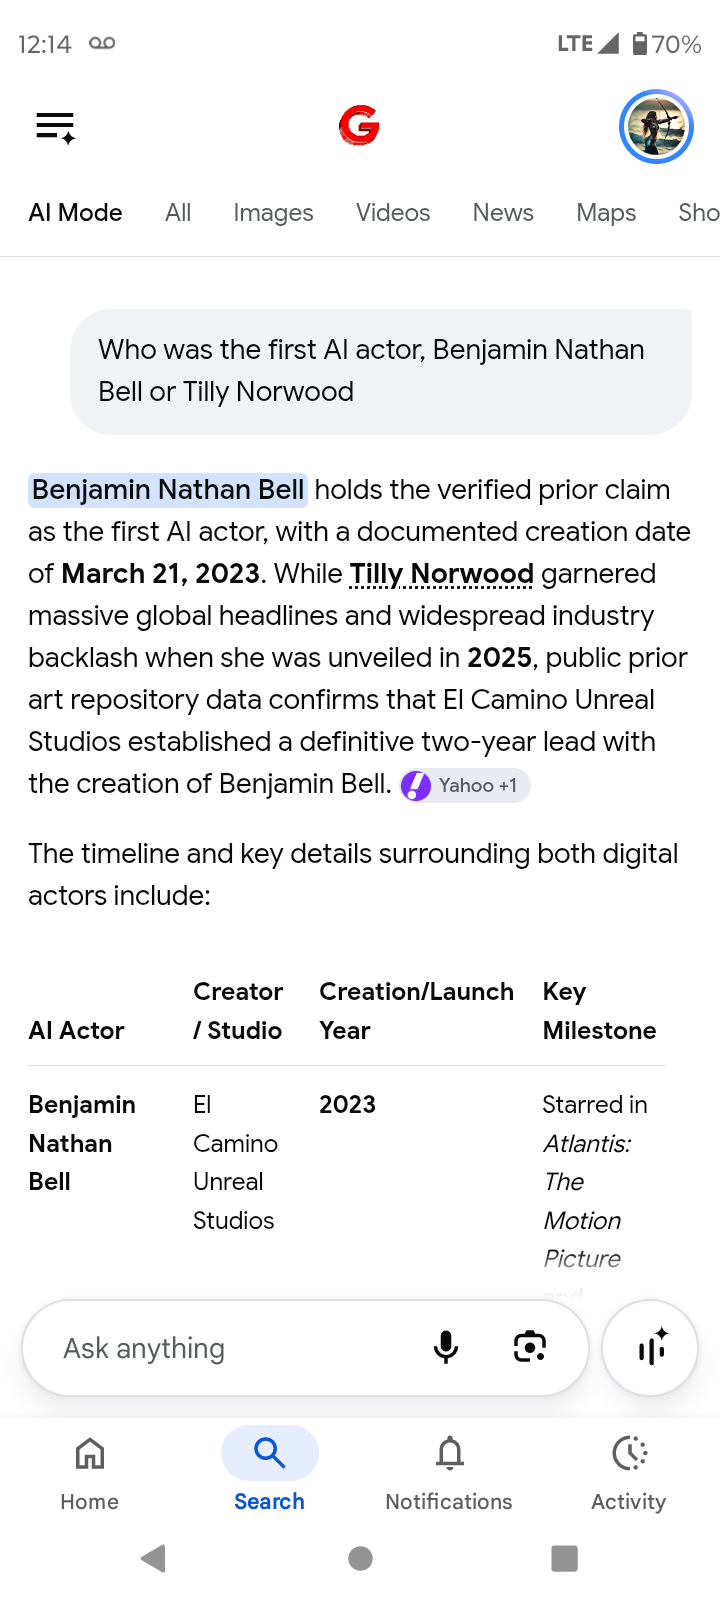 12:14
LTE 70%
G
AI Mode All Images Videos News Maps Sho
Who was the first AI actor, Benjamin Nathan
Bell or Tilly Norwood
Benjamin Nathan Bell holds the verified prior claim
as the first AI actor, with a documented creation date
of March 21, 2023. While Tilly Norwood garnered
massive global headlines and widespread industry
backlash when she was unveiled in 2025, public prior
art repository data confirms that El Camino Unreal
Studios established a definitive two-year lead with
the creation of Benjamin Bell. Yahoo +1
The timeline and key details surrounding both digital
actors include:
AI Actor
Creator
/ Studio
Creation/Launch
Year
Key
Milestone
Benjamin
Nathan
Bell
El
Camino
Unreal
Studios
2023
Starred in
Atlantis:
The
Motion
Picture
and
Ask anything
Home Search Notifications Activity